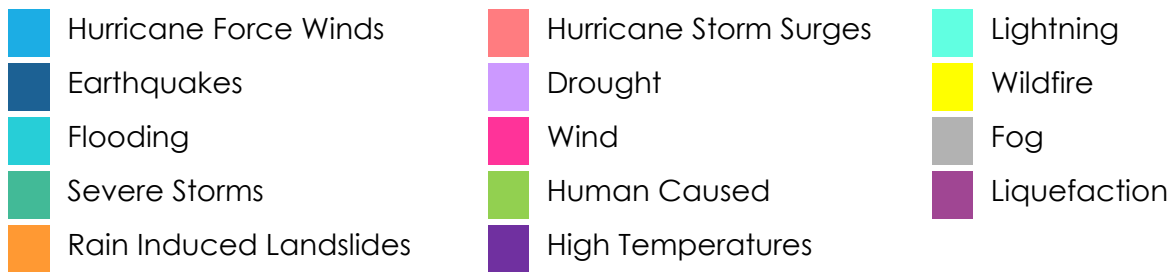 Hurricane Force Winds
Earthquakes
Flooding
Severe Storms
Rain Induced Landslides
Hurricane Storm Surges
Drought
Wind
Human Caused
High Temperatures
Lightning
Wildfire
Fog
Liquefaction